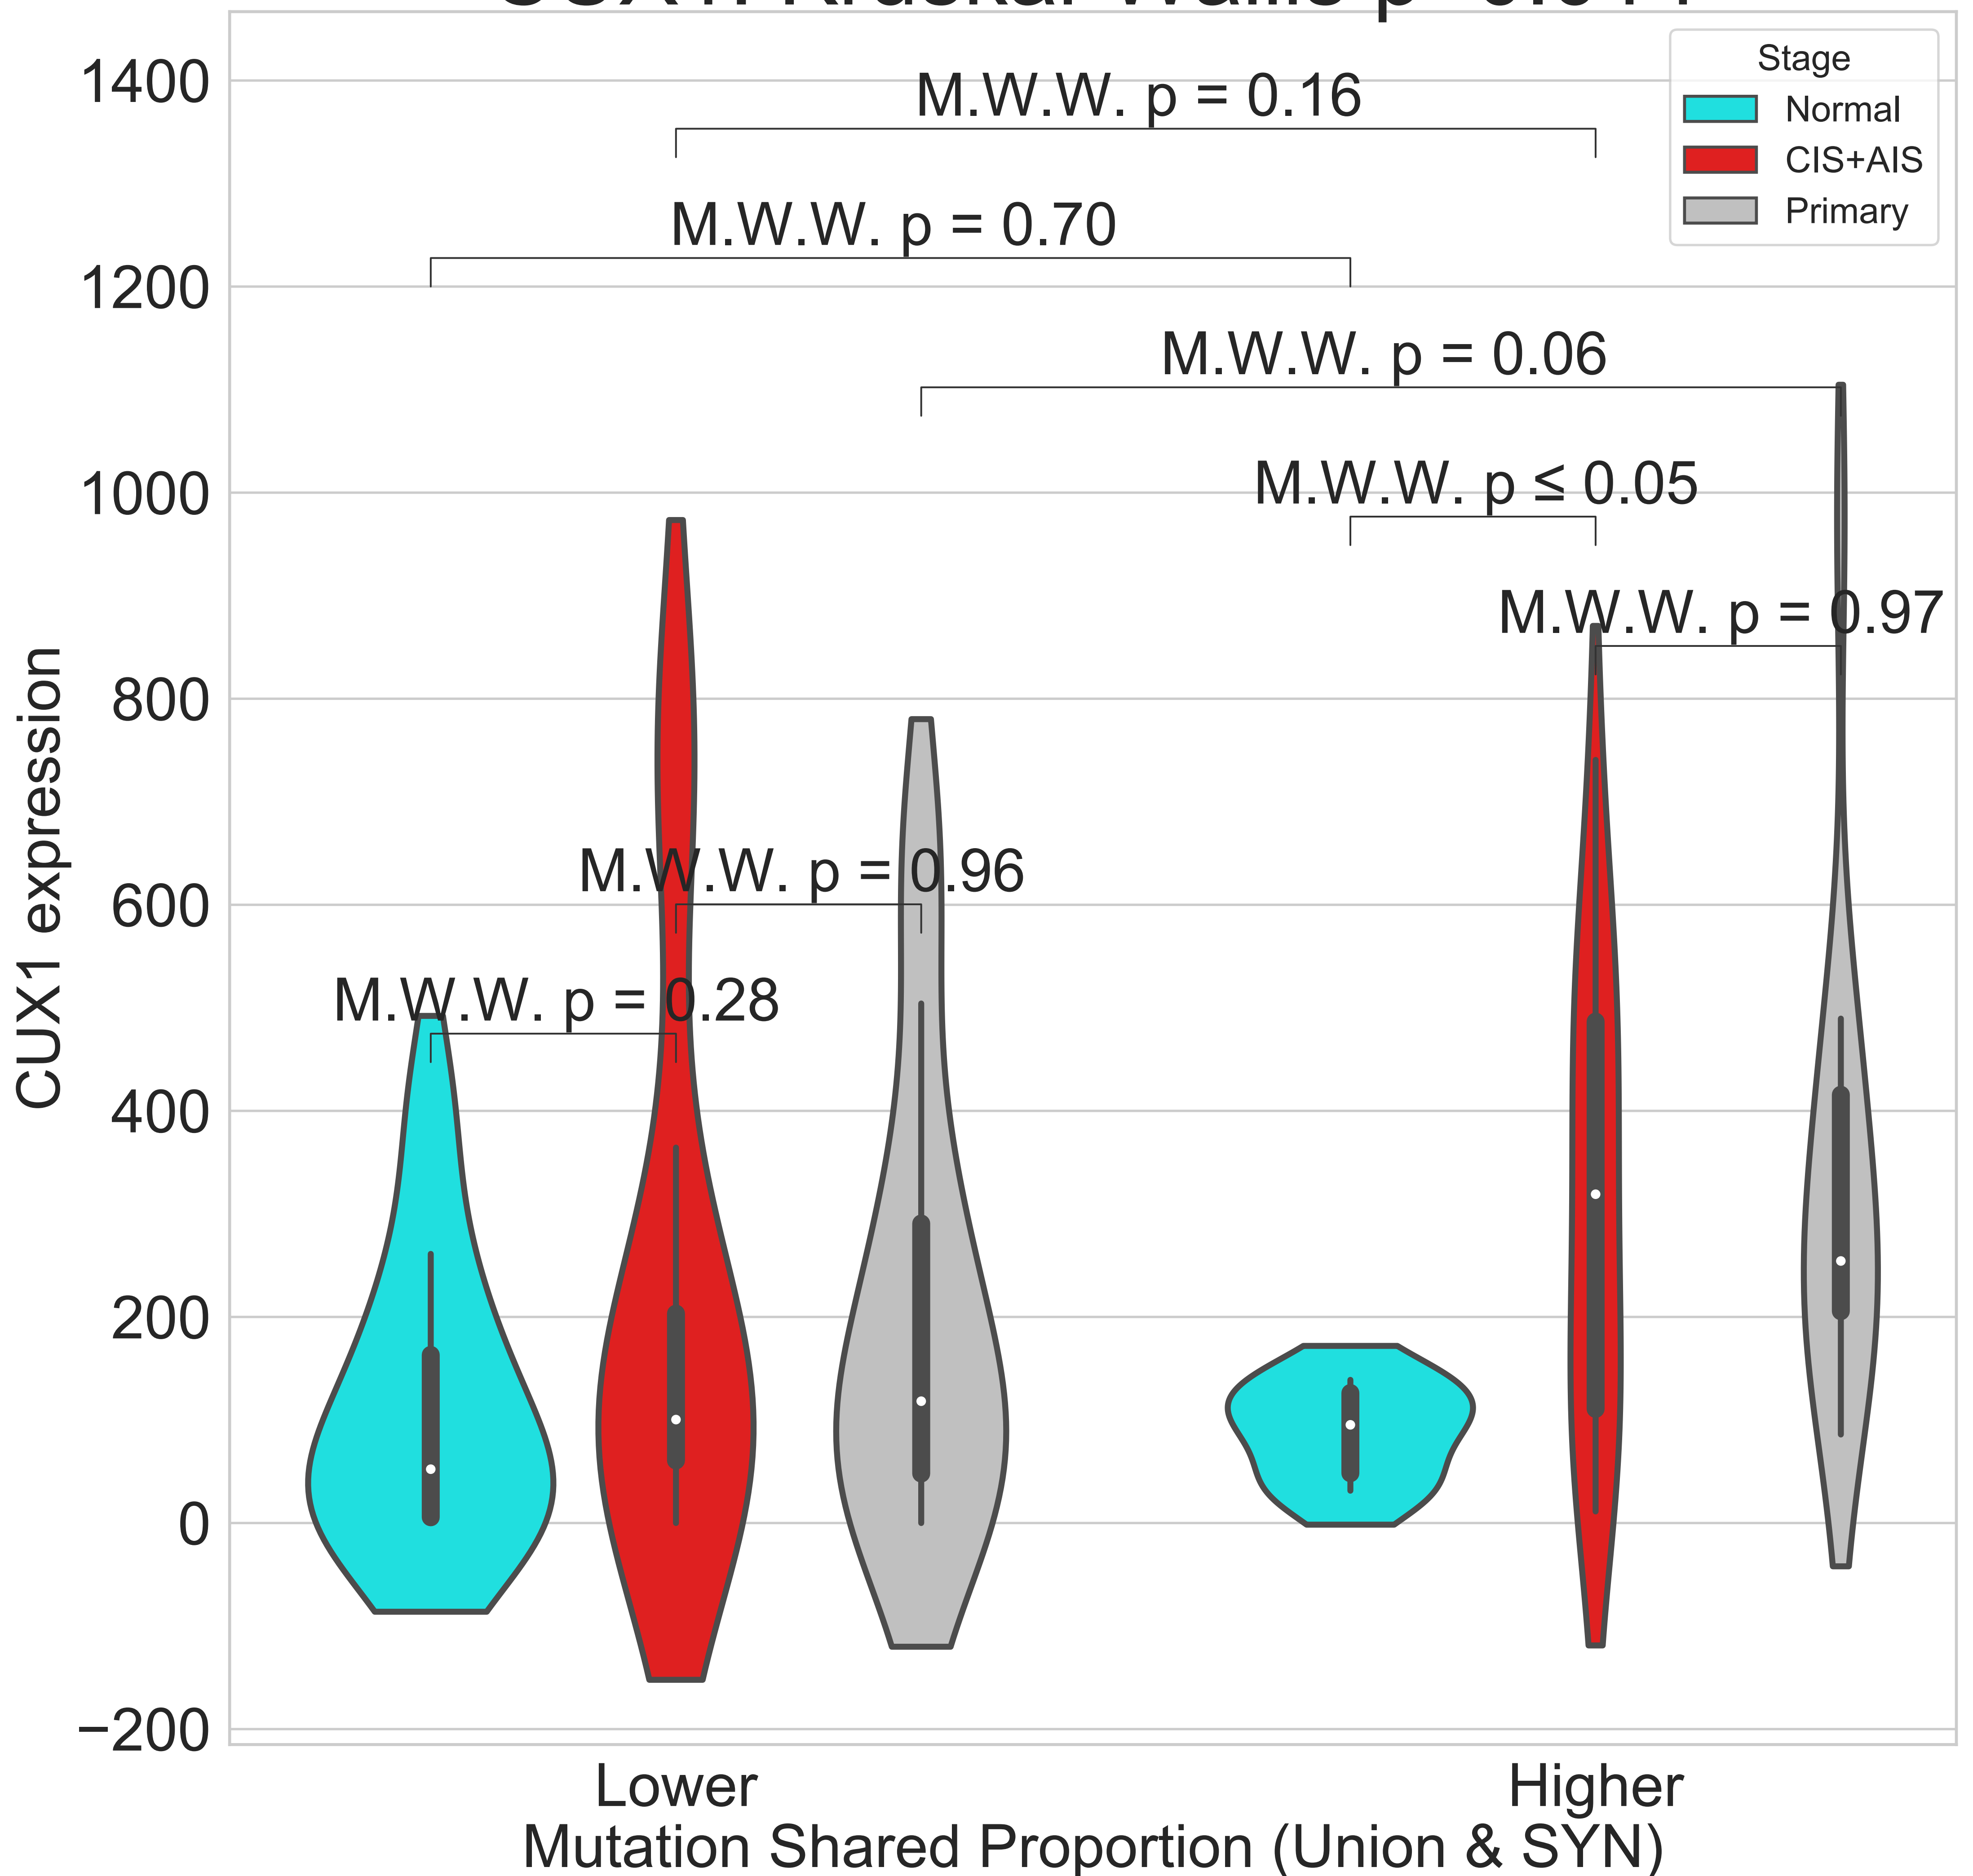 1400
1200
1000
800
600
400
200
0
−200
CUX1 expression
Stage
Normal
CIS+AIS
Primary
M.W.W. p = 0.16
M.W.W. p = 0.70
M.W.W. p = 0.06
M.W.W. p ≤ 0.05
M.W.W. p = 0.97
M.W.W. p = 0.96
M.W.W. p = 0.28
Lower
Higher
Mutation Shared Proportion (Union & SYN)